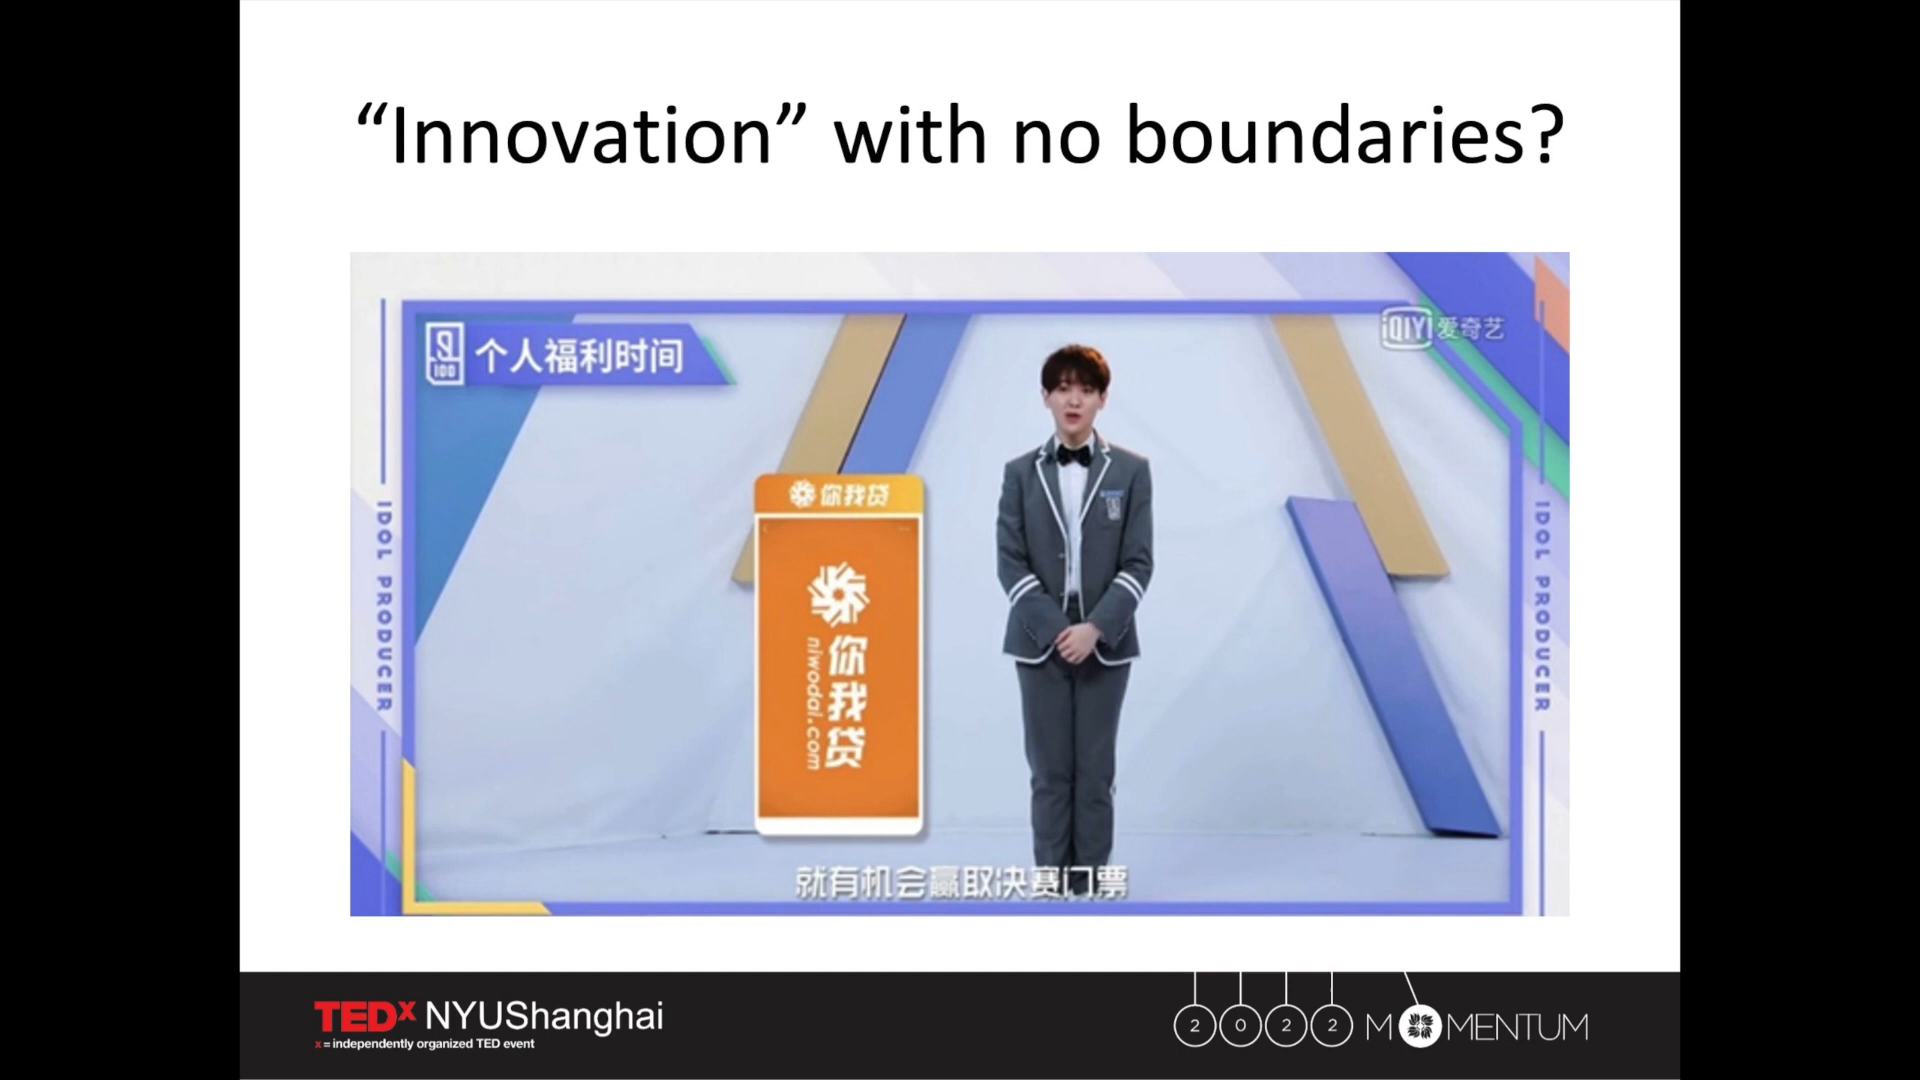 “Innovation” with no boundaries?
个人福利时间
100
iQIYI 爱奇艺
IDOL PRODUCER
你我贷
你我贷
niwodai.com
IDOL PRODUCER
就有机会赢取决赛门票
TEDx NYUShanghai
x = independently organized TED event
2022 MOMENTUM